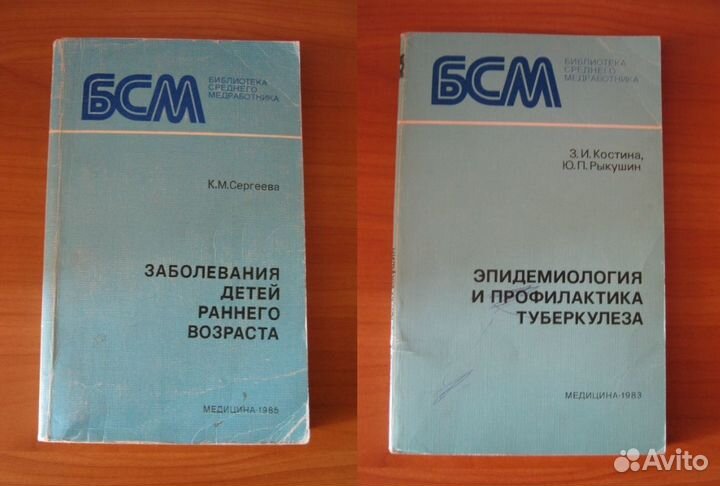 БСМ
БИБЛИОТЕКА
СРЕДНЕГО
МЕДРАБОТНИКА
К.М.Сергеева
ЗАБОЛЕВАНИЯ
ДЕТЕЙ
РАННЕГО
ВОЗРАСТА
МЕДИЦИНА·1985
БСМ
БИБЛИОТЕКА
СРЕДНЕГО
МЕДРАБОТНИКА
З.И.Костина,
Ю.П.Рыкушин
ЭПИДЕМИОЛОГИЯ
И ПРОФИЛАКТИКА
ТУБЕРКУЛЕЗА
МЕДИЦИНА·1983
Avito